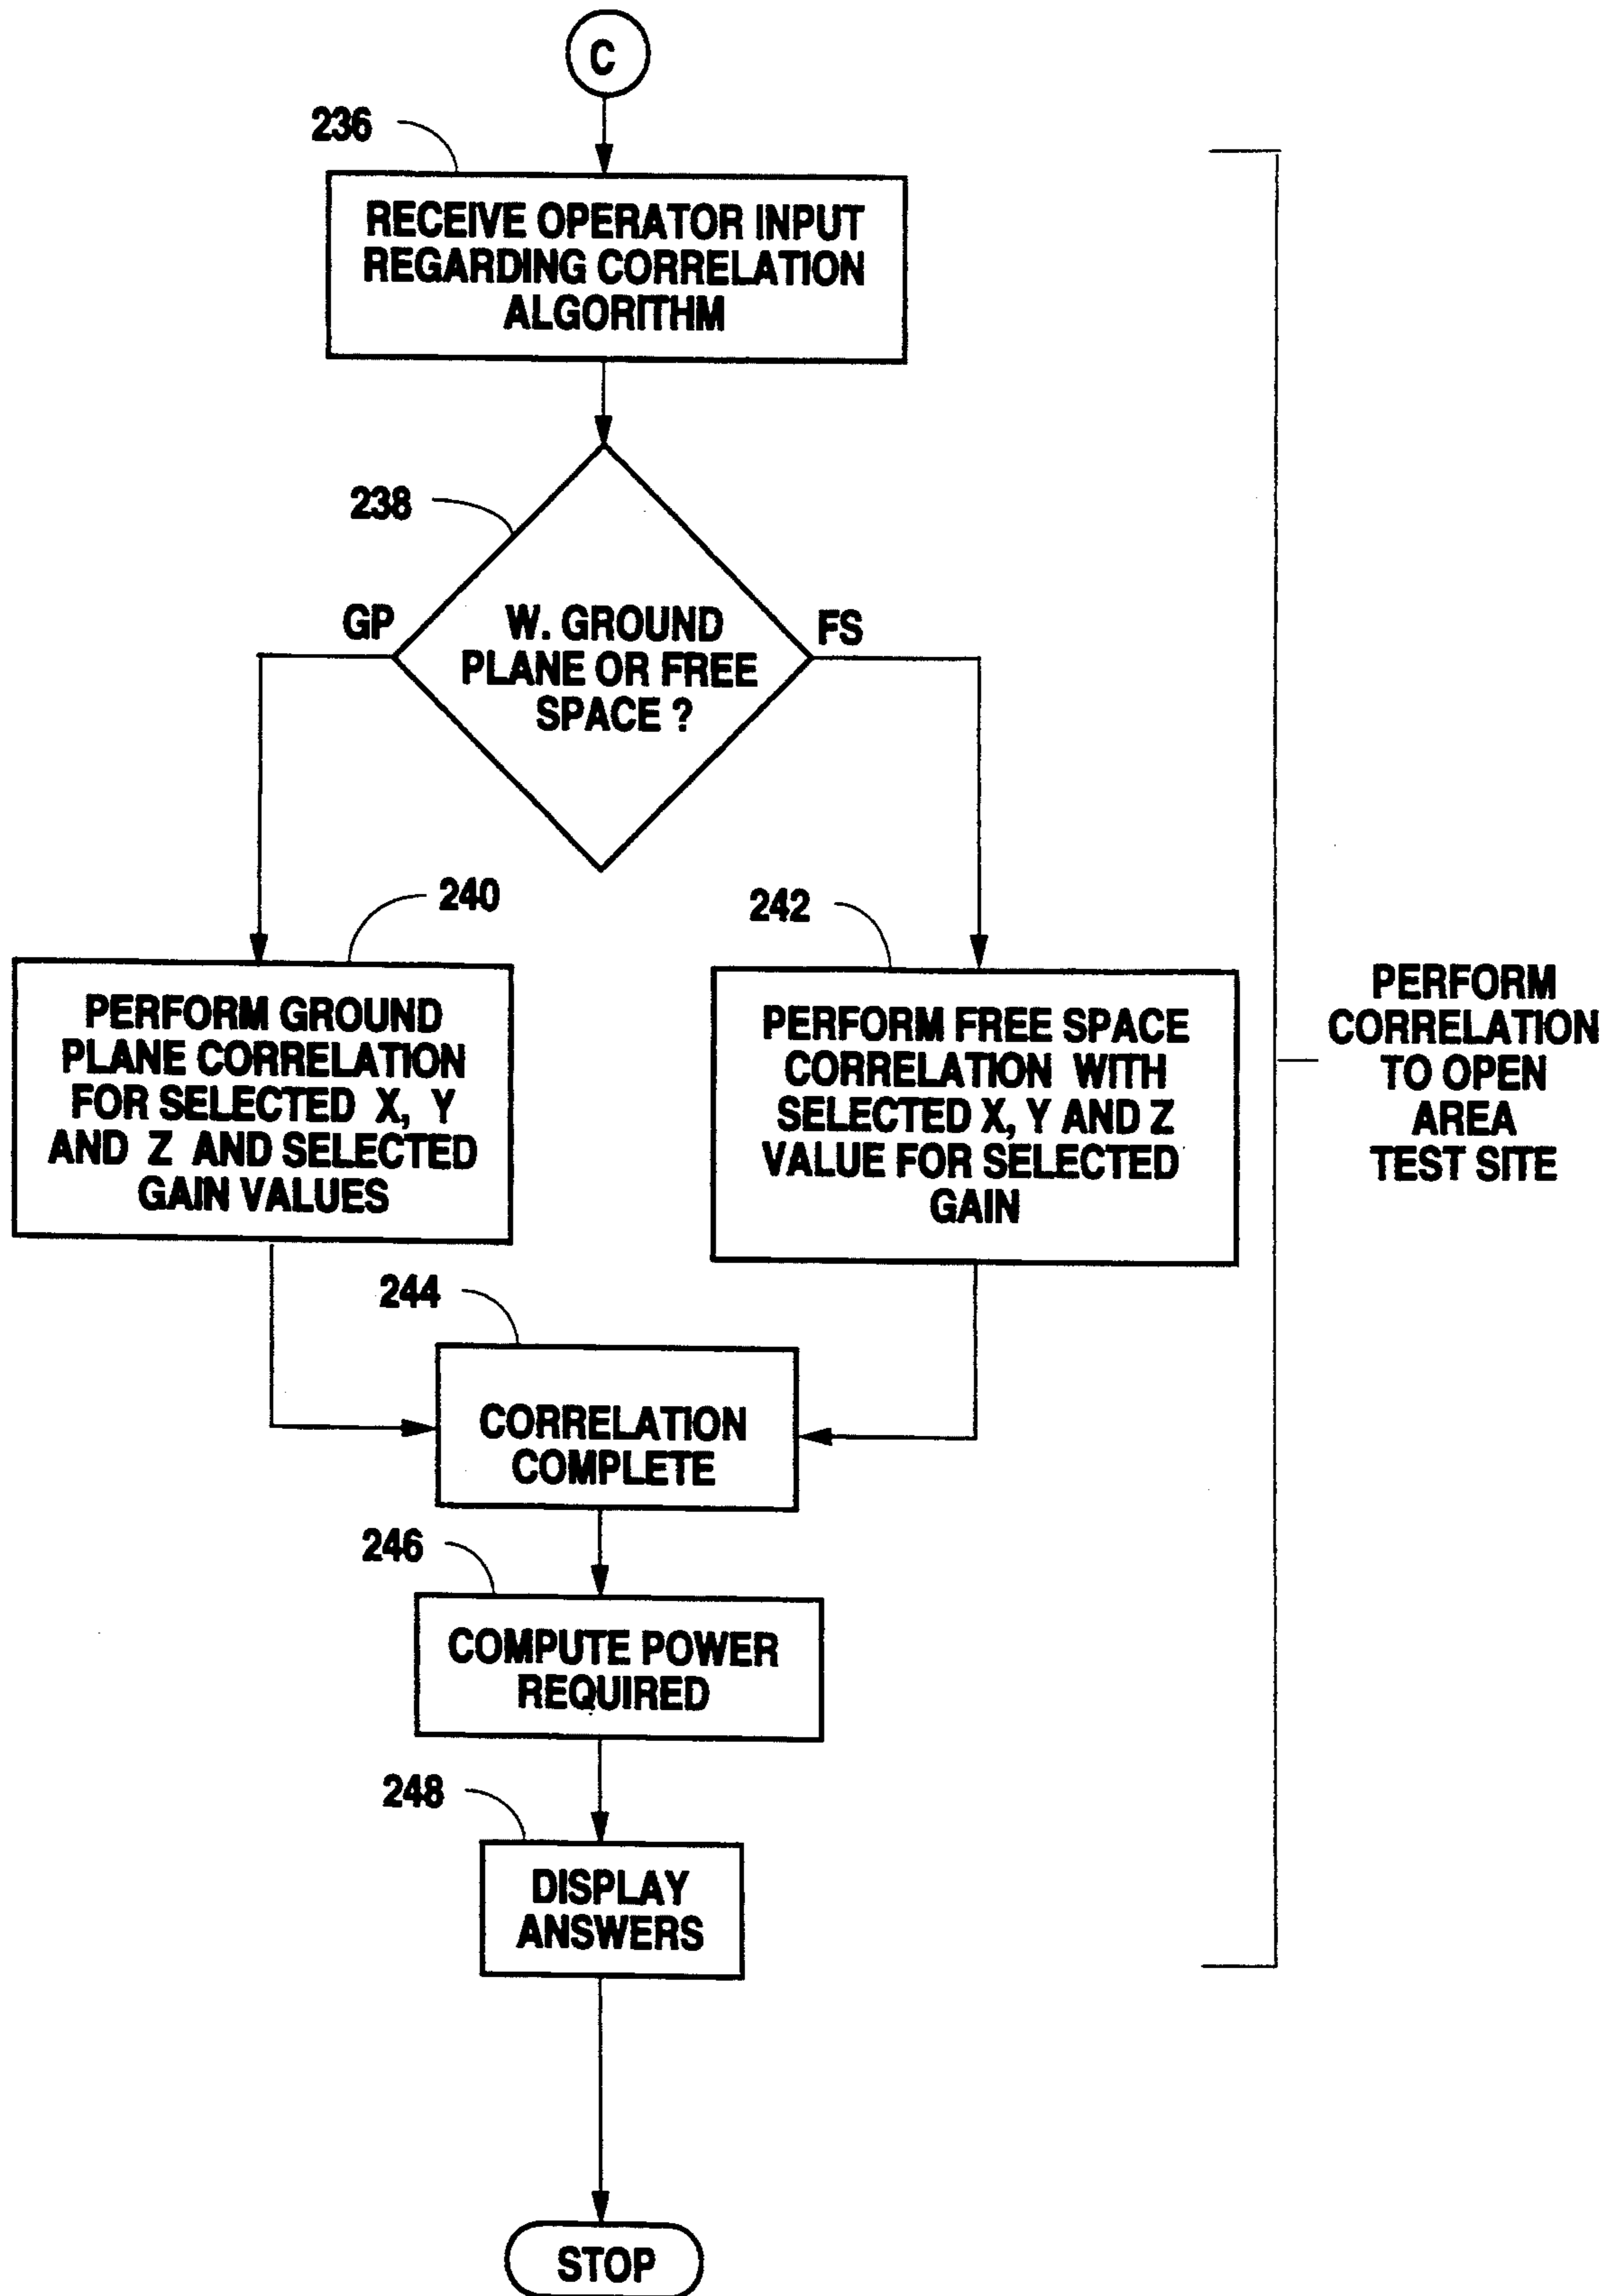 C
236
RECEIVE OPERATOR INPUT
REGARDING CORRELATION
ALGORITHM
238
GP
W. GROUND
PLANE OR FREE
SPACE ?
FS
240
PERFORM GROUND
PLANE CORRELATION
FOR SELECTED X, Y
AND Z AND SELECTED
GAIN VALUES
242
PERFORM FREE SPACE
CORRELATION WITH
SELECTED X, Y AND Z
VALUE FOR SELECTED
GAIN
PERFORM
CORRELATION
TO OPEN
AREA
TEST SITE
244
CORRELATION
COMPLETE
246
COMPUTE POWER
REQUIRED
248
DISPLAY
ANSWERS
STOP